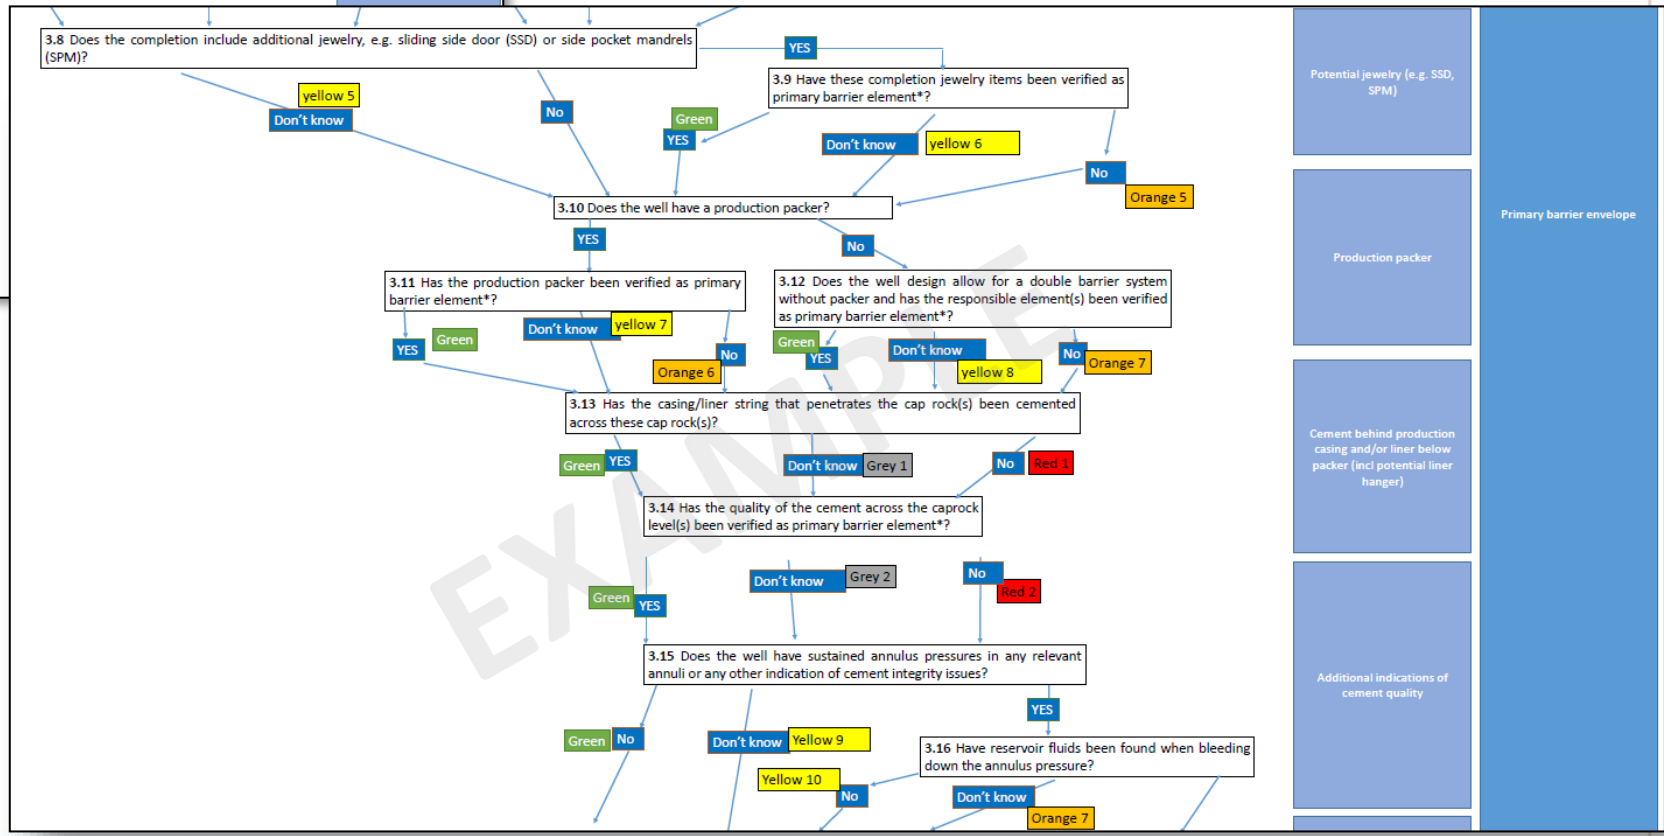 3.8 Does the completion include additional jewelry, e.g. sliding side door (SSD) or side pocket mandrels
(SPM)?
YES
3.9 Have these completion jewelry items been verified as
primary barrier element*?
Potential jewelry (e.g. SSD,
SPM)
yellow 5
Don't know
No
Green
YES
Don't know
yellow 6
No
Orange 5
3.10 Does the well have a production packer?
Primary barrier envelope
YES
No
Production packer
3.11 Has the production packer been verified as primary
barrier element*?
3.12 Does the well design allow for a double barrier system
without packer and has the responsible element(s) been verified
as primary barrier element*?
YES
Green
Don't know
yellow 7
No
Orange 6
Green
YES
Don't know
yellow 8
No
Orange 7
3.13 Has the casing/liner string that penetrates the cap rock(s) been cemented
across these cap rock(s)?
Cement behind production
casing and/or liner below
packer (incl potential liner
hanger)
Green
YES
Don't know
Grey 1
No
Red 1
3.14 Has the quality of the cement across the caprock
level(s) been verified as primary barrier element*?
Green
YES
Don't know
Grey 2
No
Red 2
3.15 Does the well have sustained annulus pressures in any relevant
annuli or any other indication of cement integrity issues?
Additional indications of
cement quality
Green
No
Don't know
Yellow 9
YES
3.16 Have reservoir fluids been found when bleeding
down the annulus pressure?
Yellow 10
No
Don't know
Orange 7
EXAMPLE